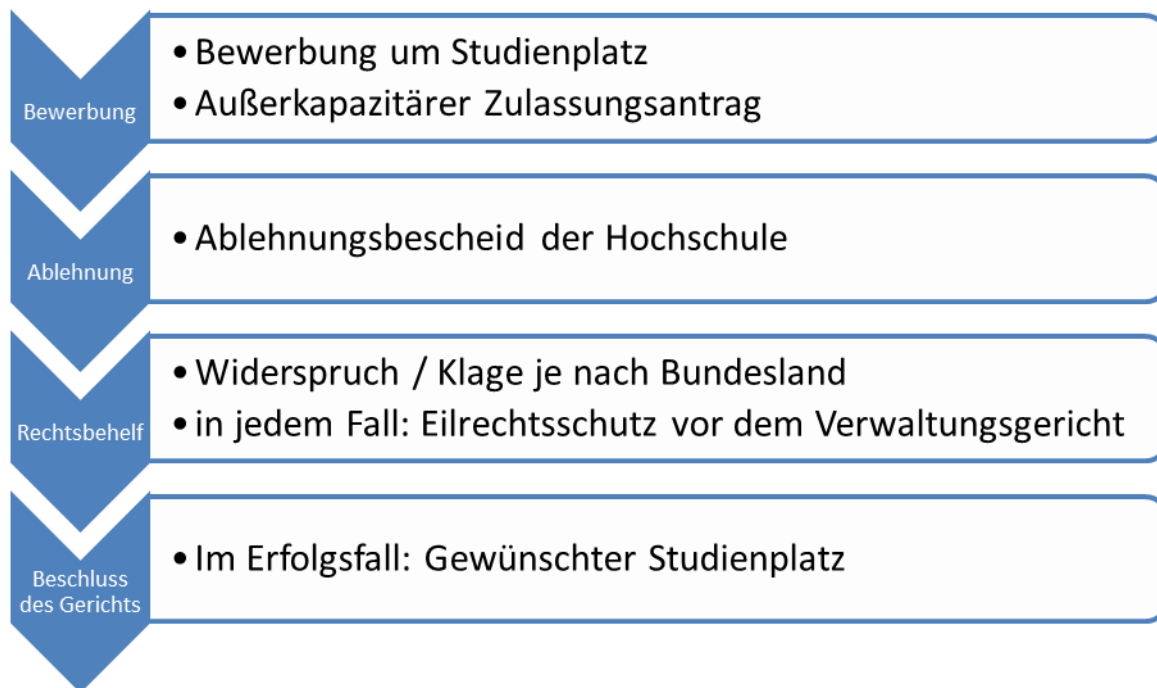 Bewerbung
• Bewerbung um Studienplatz
• Außerkapazitärer Zulassungsantrag
Ablehnung
• Ablehnungsbescheid der Hochschule
Rechtsbehelf
• Widerspruch / Klage je nach Bundesland
• in jedem Fall: Eilrechtsschutz vor dem Verwaltungsgericht
Beschluss
des Gerichts
• Im Erfolgsfall: Gewünschter Studienplatz